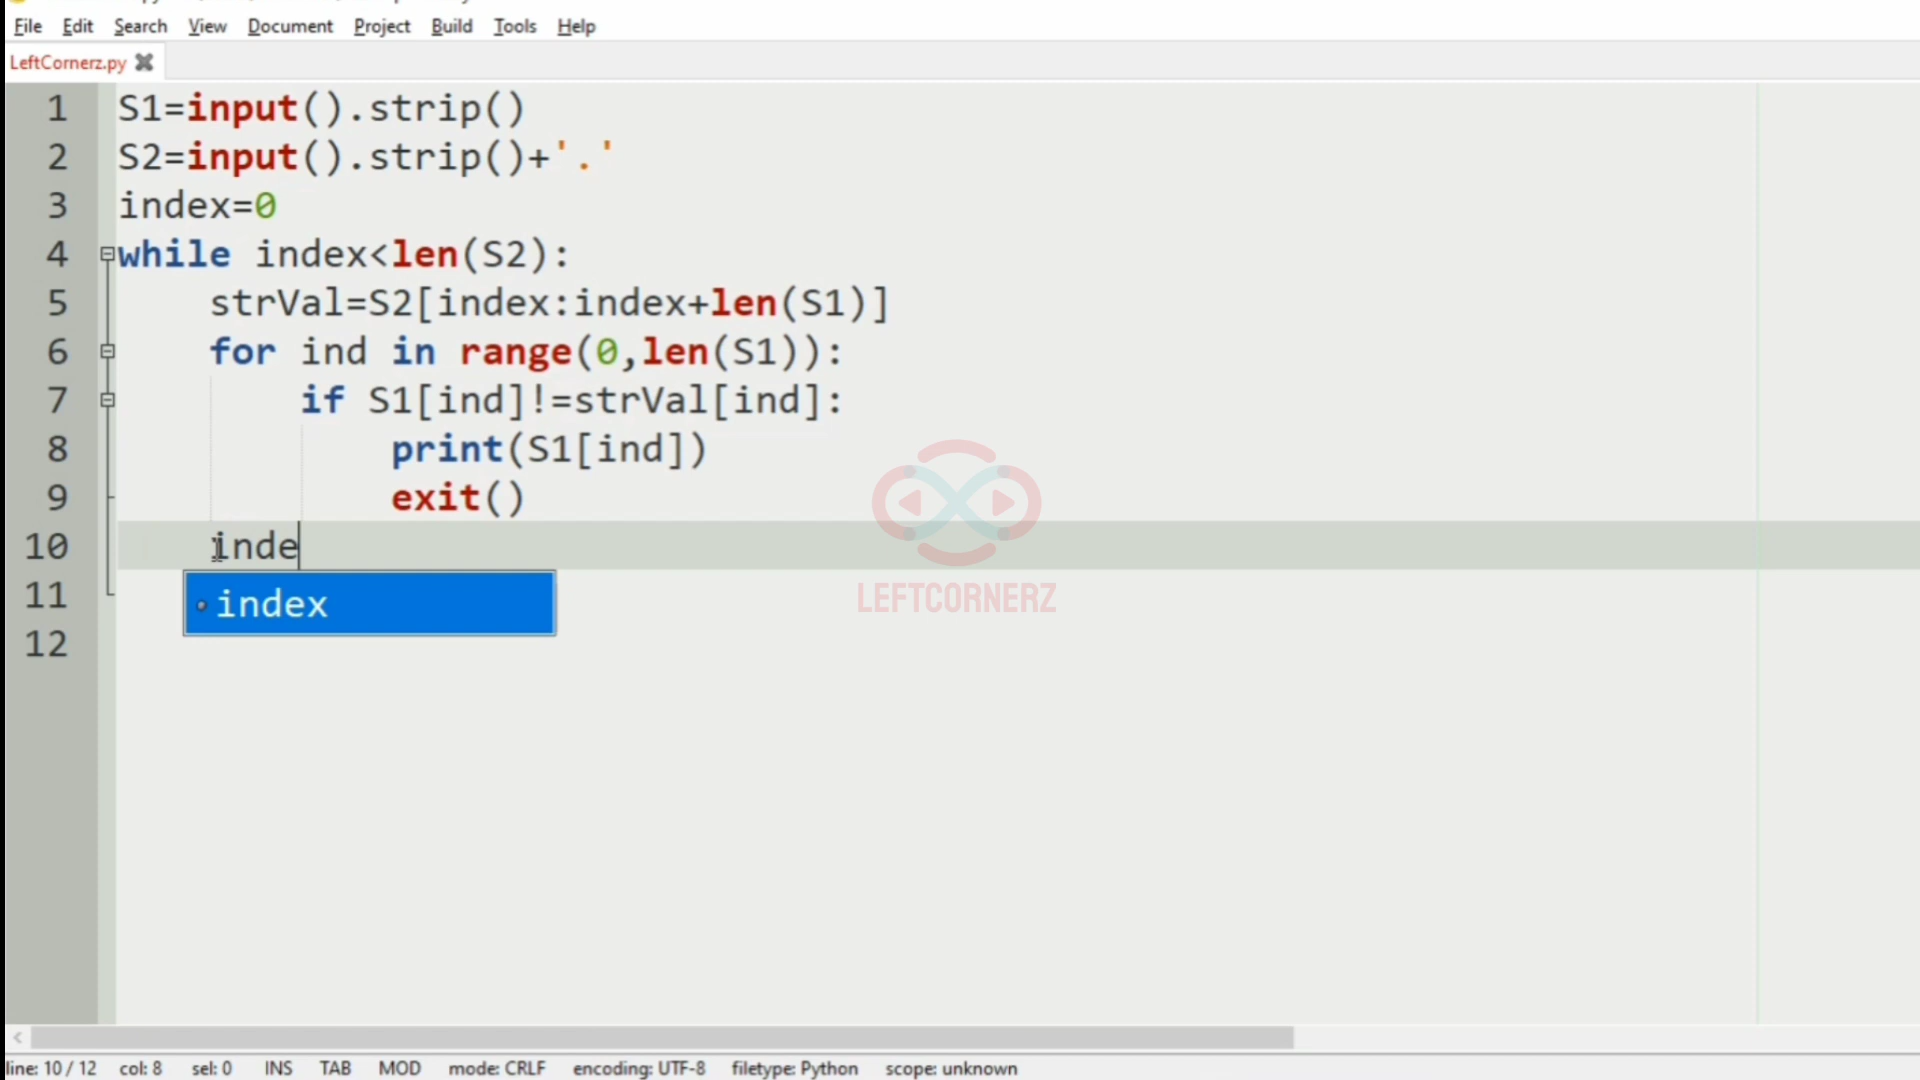 File Edit Search View Document Project Build Tools Help
LeftCornerz.py
1 S1=input().strip()
2 S2=input().strip()+'.'
3 index=0
4 while index<len(S2):
5 strVal=S2[index:index+len(S1)]
6 for ind in range(0,len(S1)):
7 if S1[ind]!=strVal[ind]:
8 print(S1[ind])
9 exit()
10 inde
11 index
12
LEFTCORNERZ
line: 10 / 12 col: 8 sel: 0 INS TAB MOD mode: CRLF encoding: UTF-8 filetype: Python scope: unknown